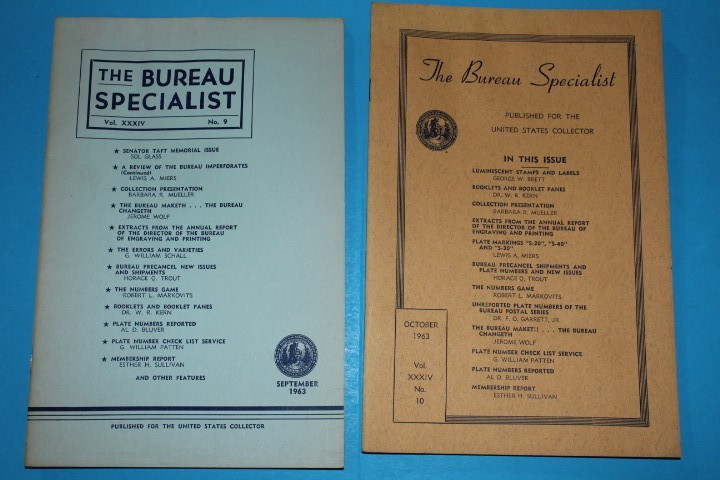 THE BUREAU
SPECIALIST
Vol. XXXIV No. 9
★ SENATOR TAFT MEMORIAL ISSUE
SOL GLASS
★ A REVIEW OF THE BUREAU IMPERFORATES
(Continued)
LEWIS A. MIERS
★ COLLECTION PRESENTATION
BARBARA R. MUELLER
★ THE BUREAU MAKETH . . . THE BUREAU
CHANGETH
JEROME WOLF
★ EXTRACTS FROM THE ANNUAL REPORT
OF THE DIRECTOR OF THE BUREAU
OF ENGRAVING AND PRINTING
★ THE ERRORS AND VARIETIES
G. WILLIAM SCHALL
★ BUREAU PRECANCEL NEW ISSUES
AND SHIPMENTS
HORACE Q. TROUT
★ THE NUMBERS GAME
ROBERT L. MARKOVITS
★ BOOKLETS AND BOOKLET PANES
DR. W. R. KERN
★ PLATE NUMBERS REPORTED
AL D. BLUVER
★ PLATE NUMBER CHECK LIST SERVICE
G. WILLIAM PATTEN
★ MEMBERSHIP REPORT
ESTHER H. SULLIVAN
AND OTHER FEATURES
SEPTEMBER
1963
PUBLISHED FOR THE UNITED STATES COLLECTOR
The Bureau Specialist
PUBLISHED FOR THE
UNITED STATES COLLECTOR
IN THIS ISSUE
LUMINESCENT STAMPS AND LABELS
GEORGE W. BRETT
BOOKLETS AND BOOKLET PANES
DR. W. R. KERN
COLLECTION PRESENTATION
BARBARA R. MUELLER
EXTRACTS FROM THE ANNUAL REPORT
OF THE DIRECTOR OF THE BUREAU OF
ENGRAVING AND PRINTING
PLATE MARKINGS "S-20", "S-40"
AND "S-30"
LEWIS A. MIERS
BUREAU PRECANCEL SHIPMENTS AND
PLATE NUMBERS AND NEW ISSUES
HORACE Q. TROUT
THE NUMBERS GAME
ROBERT L. MARKOVITS
UNREPORTED PLATE NUMBERS OF THE
BUREAU POSTAL SERIES
DR. F. G. GARRETT, JR.
THE BUREAU MAKETH . . . THE BUREAU
CHANGETH
JEROME WOLF
PLATE NUMBER CHECK LIST SERVICE
G. WILLIAM PATTEN
PLATE NUMBERS REPORTED
AL D. BLUVER
MEMBERSHIP REPORT
ESTHER H. SULLIVAN
OCTOBER
1963
Vol.
XXXIV
No.
10